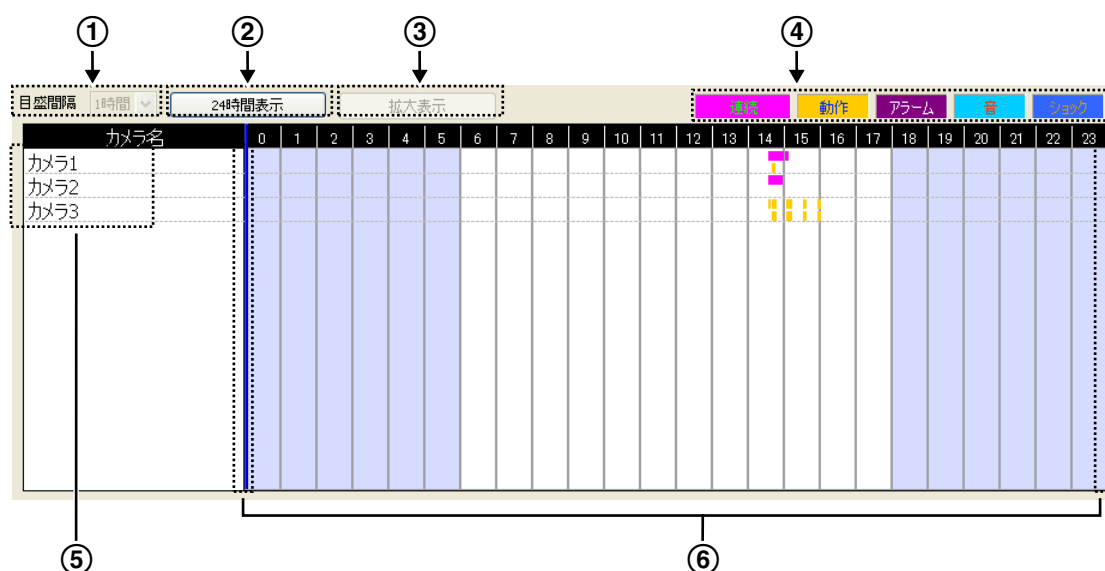 ① ② ③ ④
目盛間隔 1時間 24時間表示 拡大表示 連続 動作 アラーム 音 ショック
カメラ名 0 1 2 3 4 5 6 7 8 9 10 11 12 13 14 15 16 17 18 19 20 21 22 23
カメラ1
カメラ2
カメラ3
⑤ ⑥